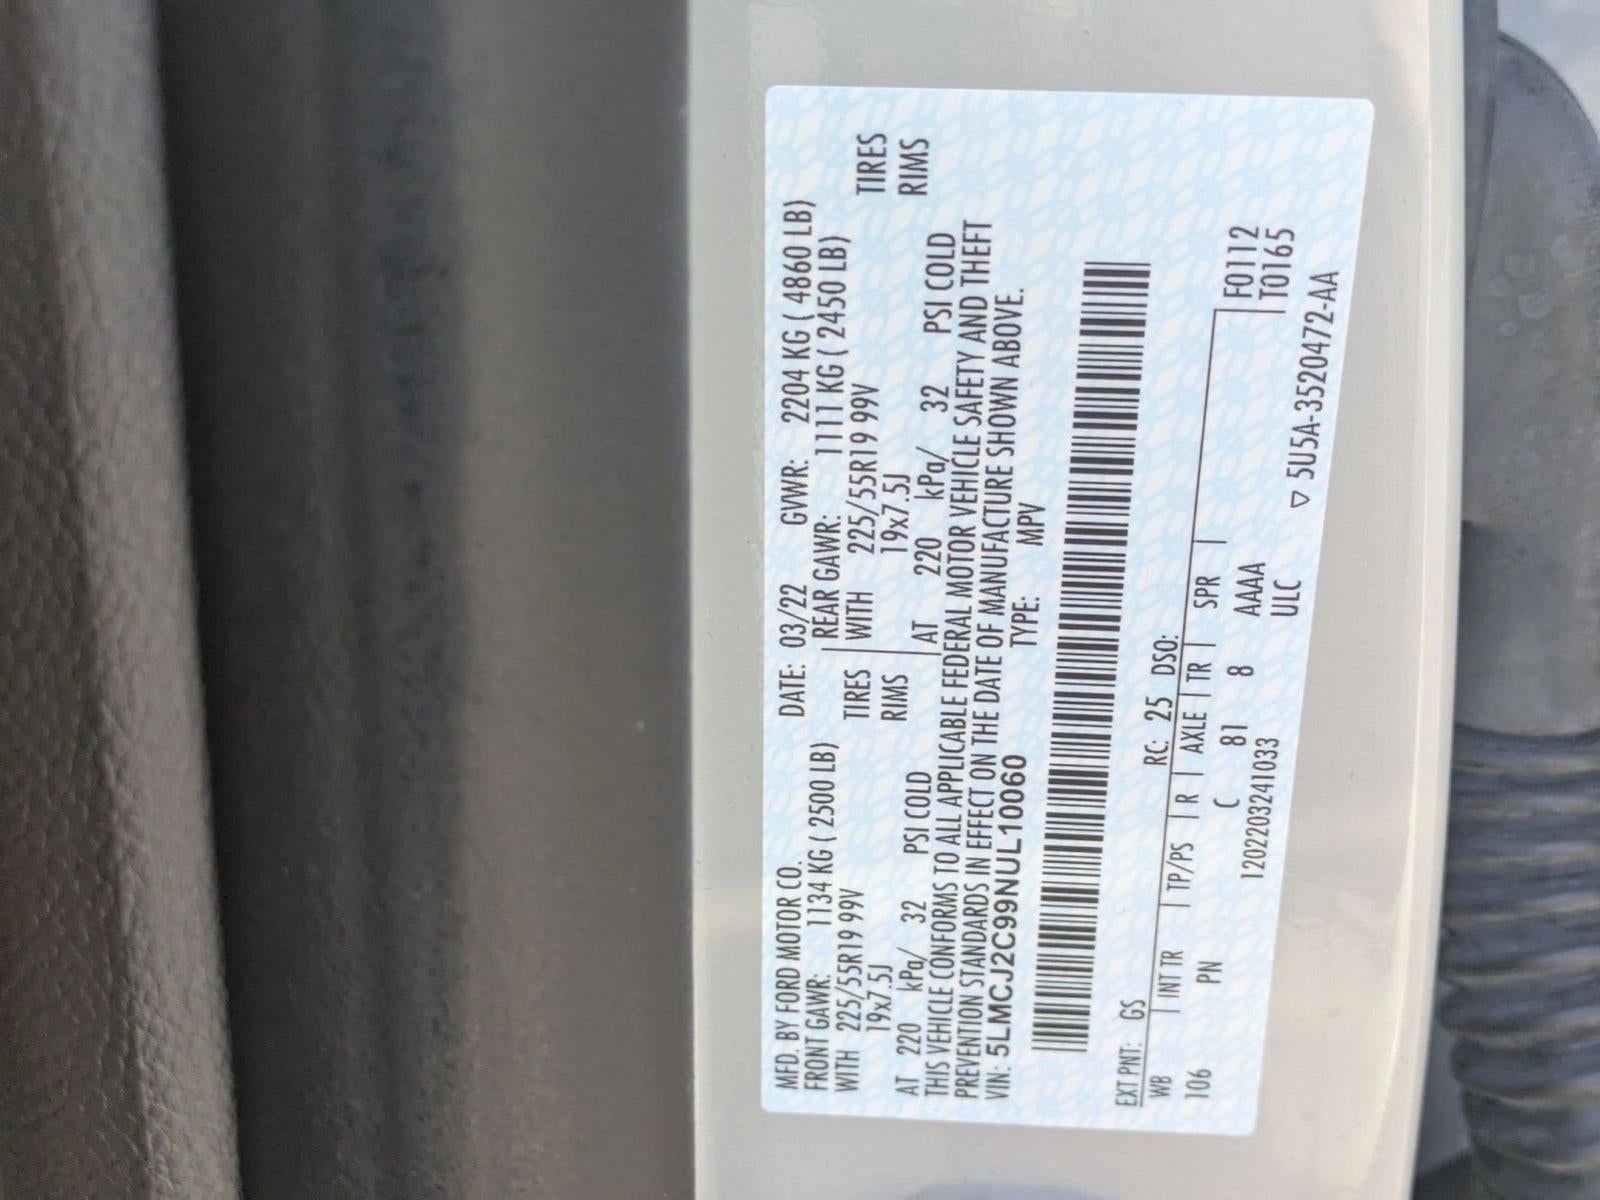 MFD. BY FORD MOTOR CO. DATE: 03/22 GVWR: 2204 KG ( 4860 LB)
FRONT GAWR: 1134 KG ( 2500 LB) REAR GAWR: 1111 KG ( 2450 LB)
WITH 225/55R19 99V TIRES WITH 225/55R19 99V TIRES
19x7.5J RIMS 19x7.5J RIMS
AT 220 kPa/ 32 PSI COLD AT 220 kPa/ 32 PSI COLD
THIS VEHICLE CONFORMS TO ALL APPLICABLE FEDERAL MOTOR VEHICLE SAFETY AND THEFT
PREVENTION STANDARDS IN EFFECT ON THE DATE OF MANUFACTURE SHOWN ABOVE.
VIN: 5LMCJ2C99NUL10060 TYPE: MPV
EXT PNT: GS RC: 25 DSO:
WB | INT TR | TP/PS | R | AXLE | TR | SPR | F0112
106 PN C 81 8 AAAA T0165
1202203241033 ULC
▽ 5U5A-3520472-AA